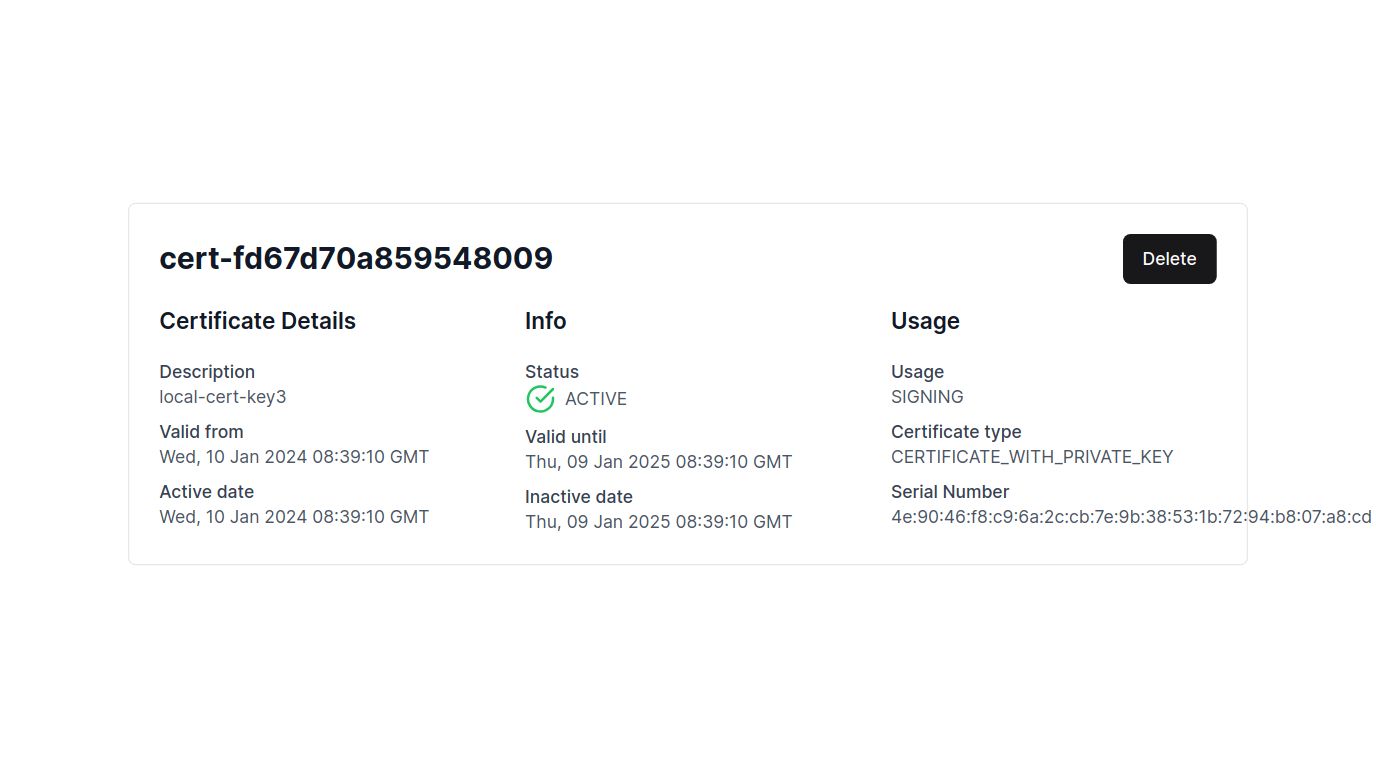 cert-fd67d70a859548009
Delete
Certificate Details
Description
local-cert-key3
Valid from
Wed, 10 Jan 2024 08:39:10 GMT
Active date
Wed, 10 Jan 2024 08:39:10 GMT
Info
Status
ACTIVE
Valid until
Thu, 09 Jan 2025 08:39:10 GMT
Inactive date
Thu, 09 Jan 2025 08:39:10 GMT
Usage
Usage
SIGNING
Certificate type
CERTIFICATE_WITH_PRIVATE_KEY
Serial Number
4e:90:46:f8:c9:6a:2c:cb:7e:9b:38:53:1b:72:94:b8:07:a8:cd